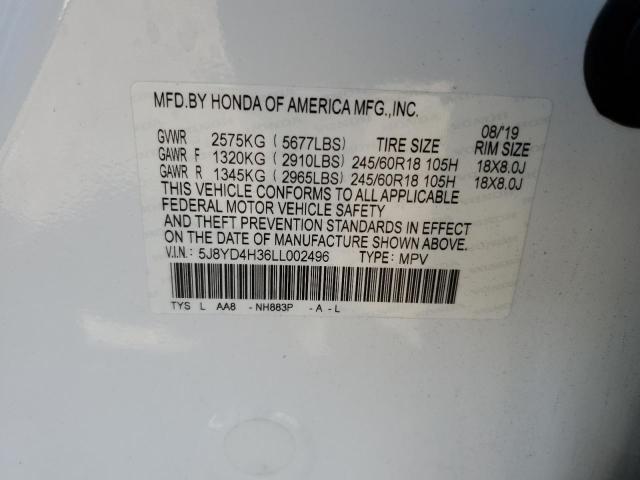 MFD.BY HONDA OF AMERICA MFG.,INC.
08/'19
GVWR 2575KG (5677LBS) TIRE SIZE RIM SIZE
GAWR F 1320KG (2910LBS) 245/60R18 105H 18X8.0J
GAWR R 1345KG (2965LBS) 245/60R18 105H 18X8.0J
THIS VEHICLE CONFORMS TO ALL APPLICABLE
FEDERAL MOTOR VEHICLE SAFETY
AND THEFT PREVENTION STANDARDS IN EFFECT
ON THE DATE OF MANUFACTURE SHOWN ABOVE.
V.I.N.: 5J8YD4H36LL002496 TYPE: MPV
TYS L AA8 -NH883P -A-L